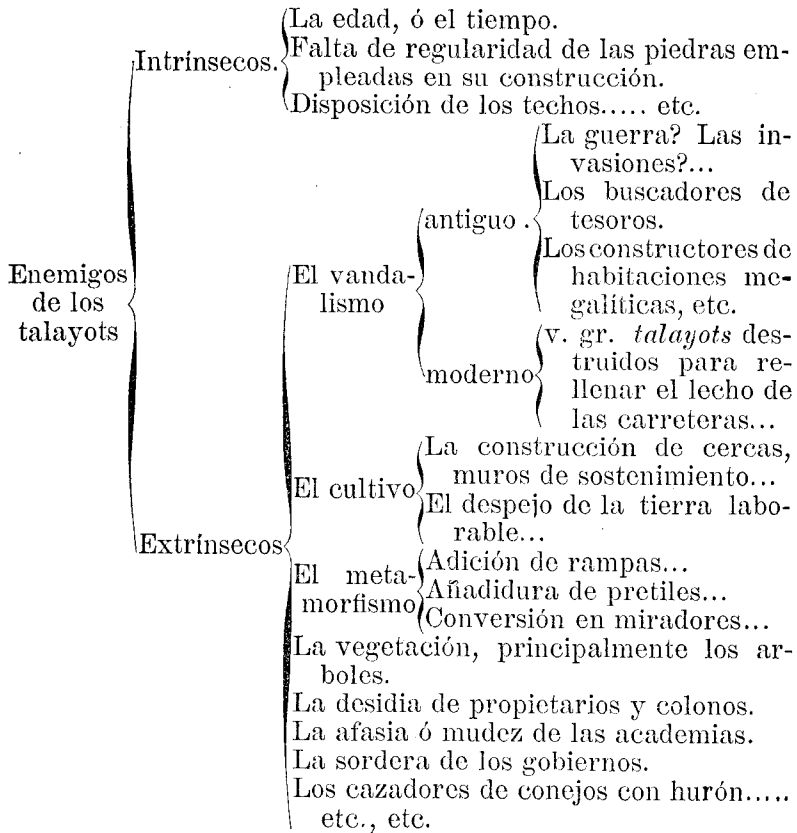 Enemigos
de los
talayots
Intrínsecos.
La edad, ó el tiempo.
Falta de regularidad de las piedras em-
pleadas en su construcción.
Disposición de los techos..... etc.
Extrínsecos
El vanda-
lismo
antiguo .
La guerra? Las in-
vasiones?...
Los buscadores de
tesoros.
Los constructores de
habitaciones me-
galíticas, etc.
moderno
v. gr. talayots des-
truidos para re-
llenar el lecho de
las carreteras...
El cultivo
La construcción de cercas,
muros de sostenimiento...
El despejo de la tierra labo-
rable...
El meta-
morfismo
Adición de rampas...
Añadidura de pretiles...
Conversión en miradores...
La vegetación, principalmente los ar-
boles.
La desidia de propietarios y colonos.
La afasia ó mudez de las academias.
La sordera de los gobiernos.
Los cazadores de conejos con hurón.....
etc., etc.